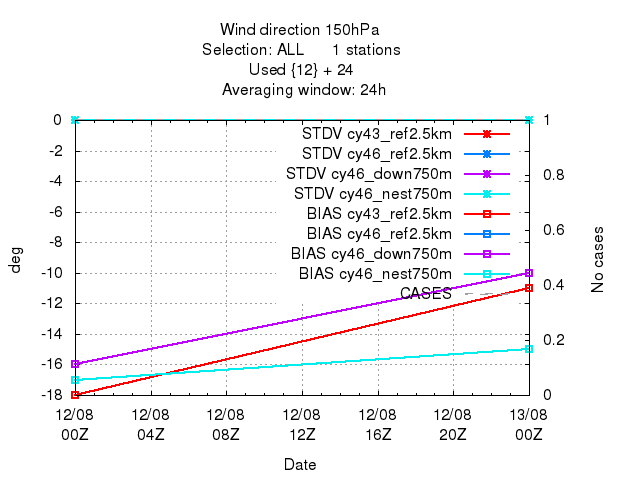 Wind direction 150hPa
Selection: ALL 1 stations
Used {12} + 24
Averaging window: 24h
0
-2
-4
-6
-8
-10
-12
-14
-16
-18
deg
1
0.8
0.6
0.4
0.2
0
No cases
STDV cy43_ref2.5km
STDV cy46_ref2.5km
STDV cy46_down750m
STDV cy46_nest750m
BIAS cy43_ref2.5km
BIAS cy46_ref2.5km
BIAS cy46_down750m
BIAS cy46_nest750m
CASES
12/08 12/08 12/08 12/08 12/08 12/08 13/08
00Z 04Z 08Z 12Z 16Z 20Z 00Z
Date